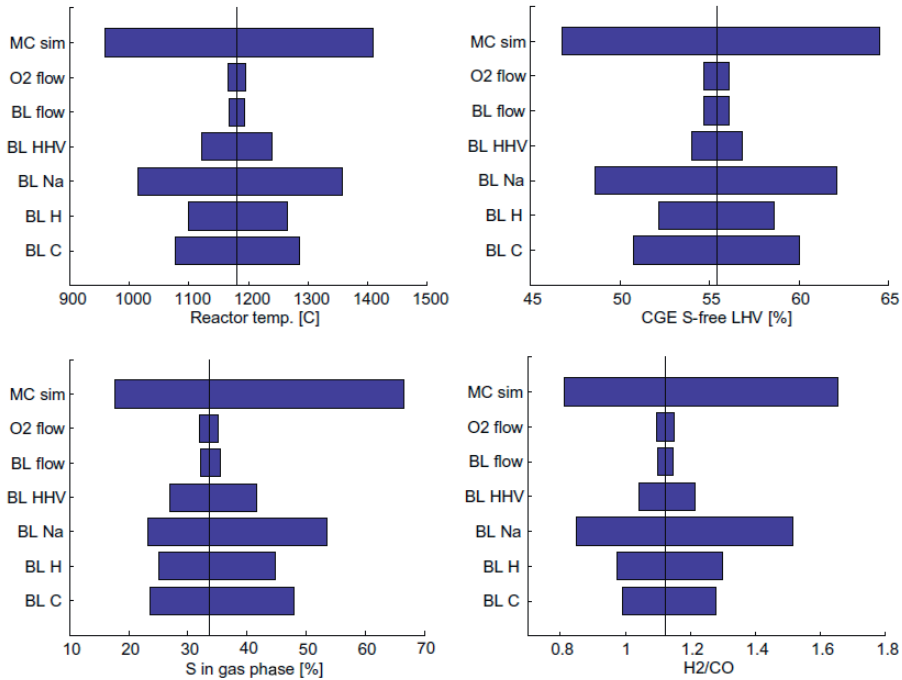 MC sim
O2 flow
BL flow
BL HHV
BL Na
BL H
BL C
900 1000 1100 1200 1300 1400 1500
Reactor temp. [C]
MC sim
O2 flow
BL flow
BL HHV
BL Na
BL H
BL C
45 50 55 60 65
CGE S-free LHV [%]
MC sim
O2 flow
BL flow
BL HHV
BL Na
BL H
BL C
10 20 30 40 50 60 70
S in gas phase [%]
MC sim
O2 flow
BL flow
BL HHV
BL Na
BL H
BL C
0.8 1 1.2 1.4 1.6 1.8
H2/CO